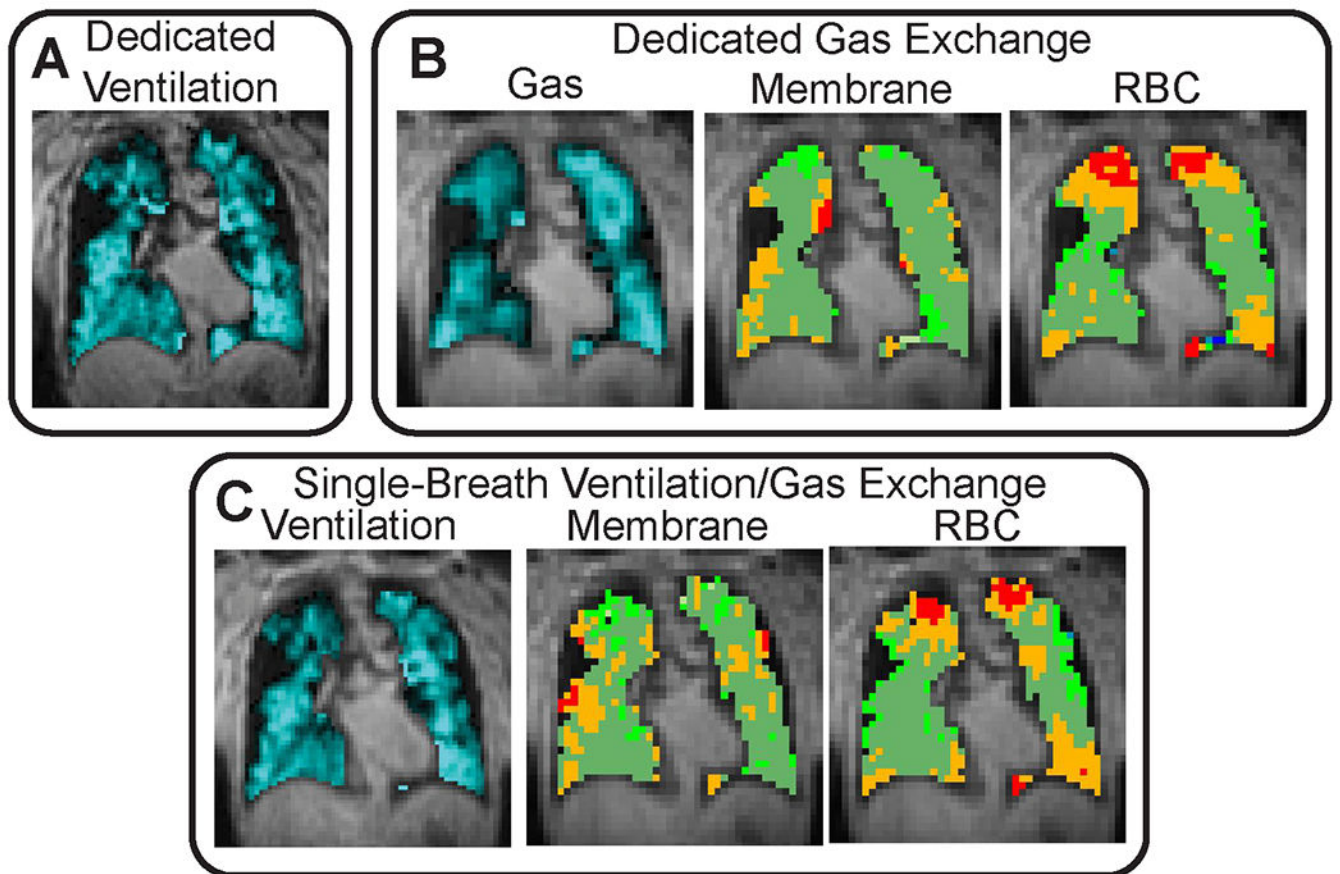 A Dedicated
Ventilation
B Dedicated Gas Exchange
Gas Membrane RBC
C Single-Breath Ventilation/Gas Exchange
Ventilation Membrane RBC